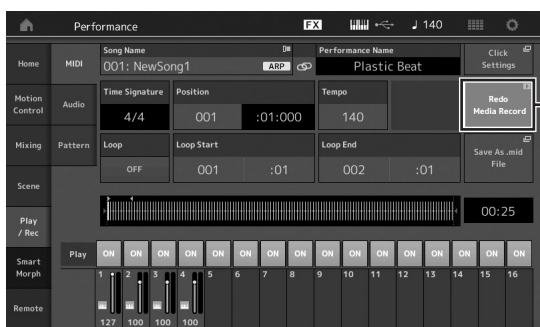 Performance EX 140
Home MIDI Song Name Performance Name Click Settings
001: NewSong1 ARP Plastic Beat
Motion Control Audio Time Signature Position Tempo Redo Media Record
4/4 001 :01:000 140
Mixing Pattern Loop Loop Start Loop End Save As .mid File
OFF 001 :01 002 :01
Scene
Play / Rec 00:25
Smart Morph Play ON ON ON ON ON ON ON ON ON ON ON ON ON ON ON ON
1 2 3 4 5 6 7 8 9 10 11 12 13 14 15 16
Remote 127 100 100 100